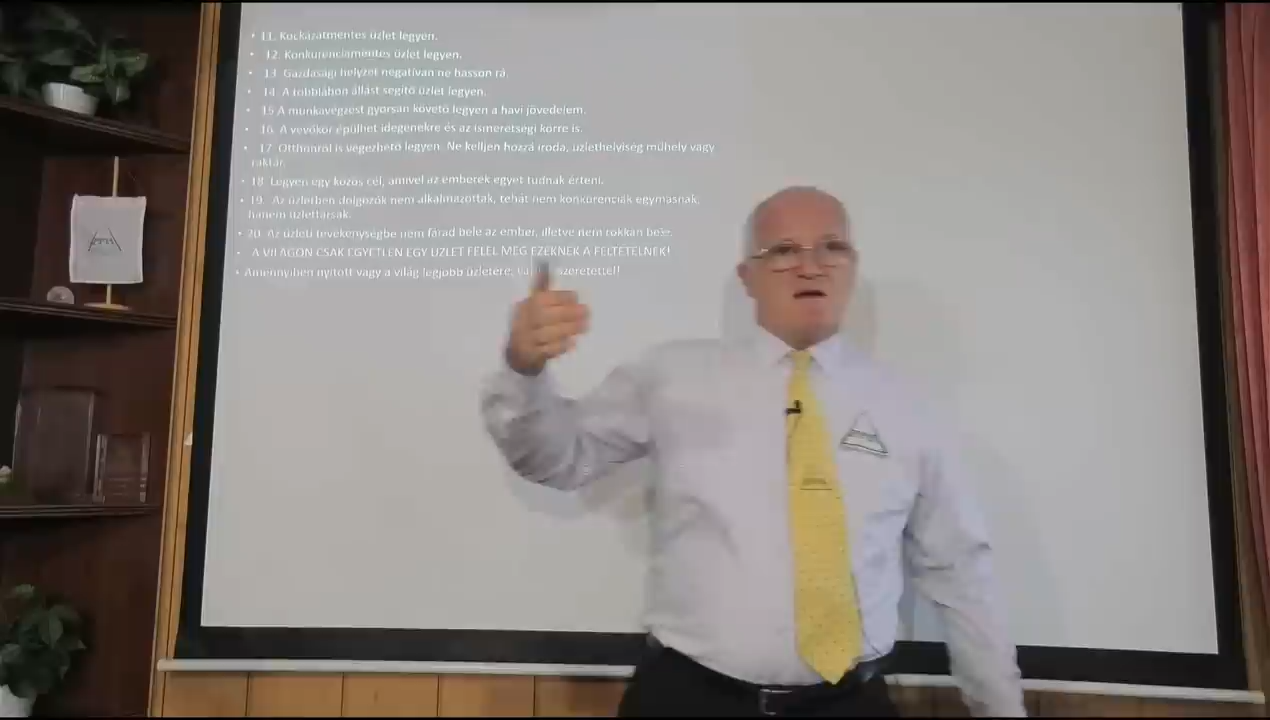 • 11. Kockázatmentes üzlet legyen.
• 12. Konkurenciamentes üzlet legyen.
• 13. Gazdasági helyzet negatívan ne hasson rá.
• 14. A többlábon állást segítő üzlet legyen.
• 15 A munkavégzést gyorsan követő legyen a havi jövedelem.
• 16. A vevőkör épülhet idegenekre és az ismeretségi körre is.
• 17. Otthonról is végezhető legyen. Ne kelljen hozzá iroda, üzlethelyiség műhely vagy
raktár.
• 18. Legyen egy közös cél, amivel az emberek egyet tudnak érteni.
• 19. Az üzletben dolgozók nem alkalmazottak, tehát nem konkurenciák egymásnak,
hanem üzlettársak.
• 20. Az üzleti tevékenységbe nem fárad bele az ember, illetve nem rokkan bele.
• A VILÁGON CSAK EGYETLEN EGY ÜZLET FELEL MEG EZEKNEK A FELTÉTELNEK!
• Amennyiben nyitott vagy a világ legjobb üzletére, szeretettel!